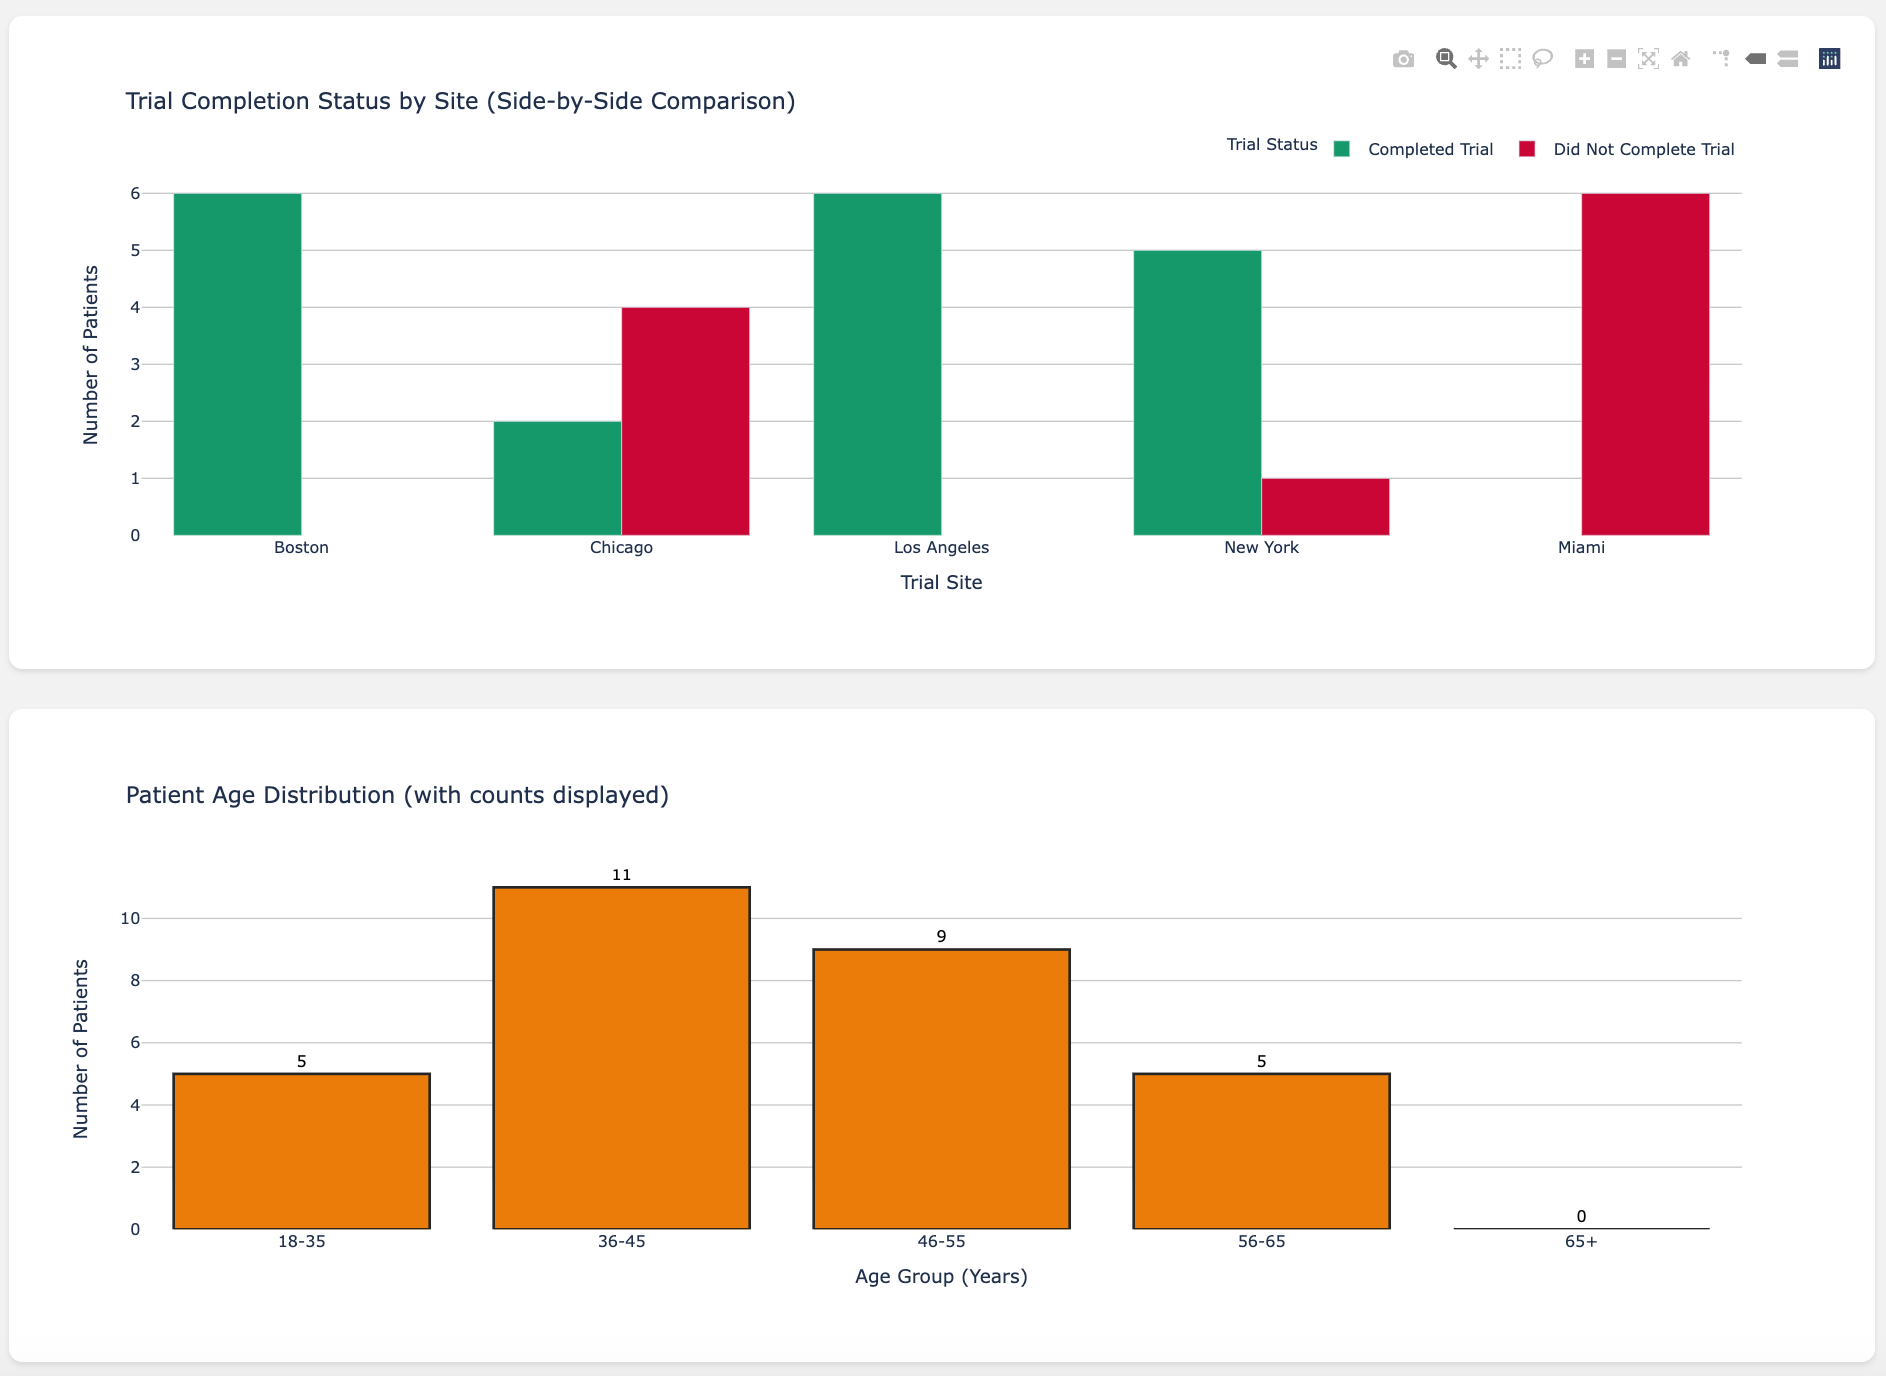 Trial Completion Status by Site (Side-by-Side Comparison)
Trial Status
Completed Trial
Did Not Complete Trial
6
5
4
3
2
1
0
Number of Patients
Boston
Chicago
Los Angeles
New York
Miami
Trial Site
Patient Age Distribution (with counts displayed)
10
8
6
4
2
0
Number of Patients
5
11
9
5
0
18-35
36-45
46-55
56-65
65+
Age Group (Years)